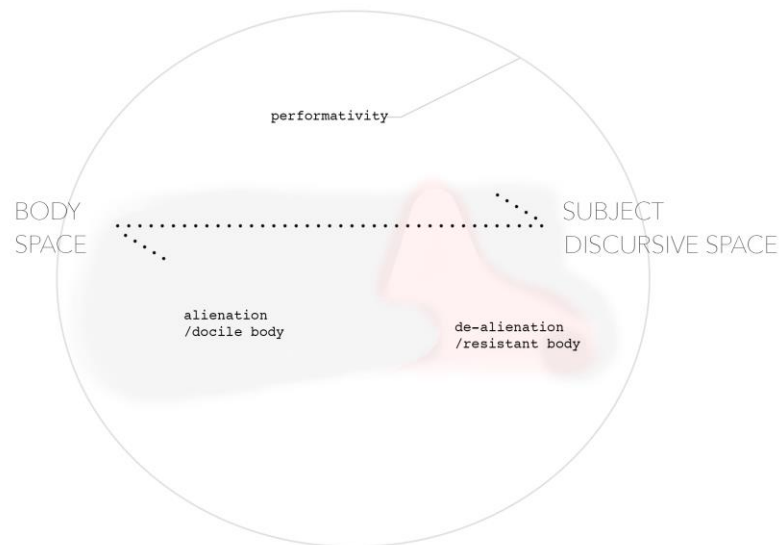 performativity
BODY
SPACE
SUBJECT
DISCURSIVE SPACE
alienation
/docile body
de-alienation
/resistant body